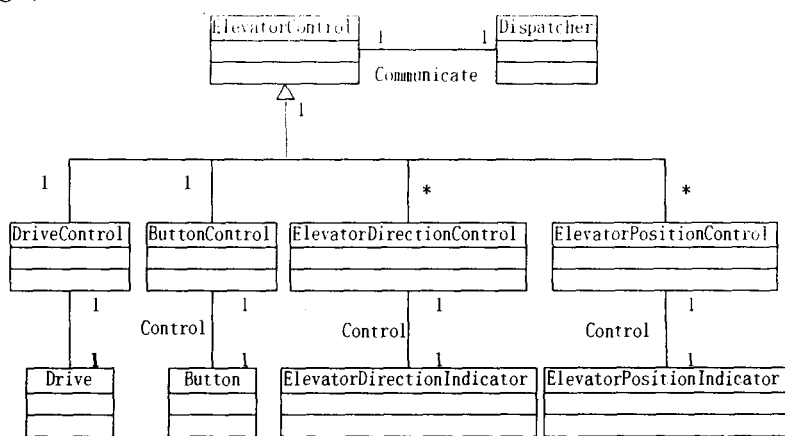 ElevatorControl
Dispatcher
1
1
Communicate
1
1
1
*
*
DriveControl
ButtonControl
ElevatorDirectionControl
ElevatorPositionControl
1
1
1
1
Control
Control
Control
1
1
1
1
Drive
Button
ElevatorDirectionIndicator
ElevatorPositionIndicator